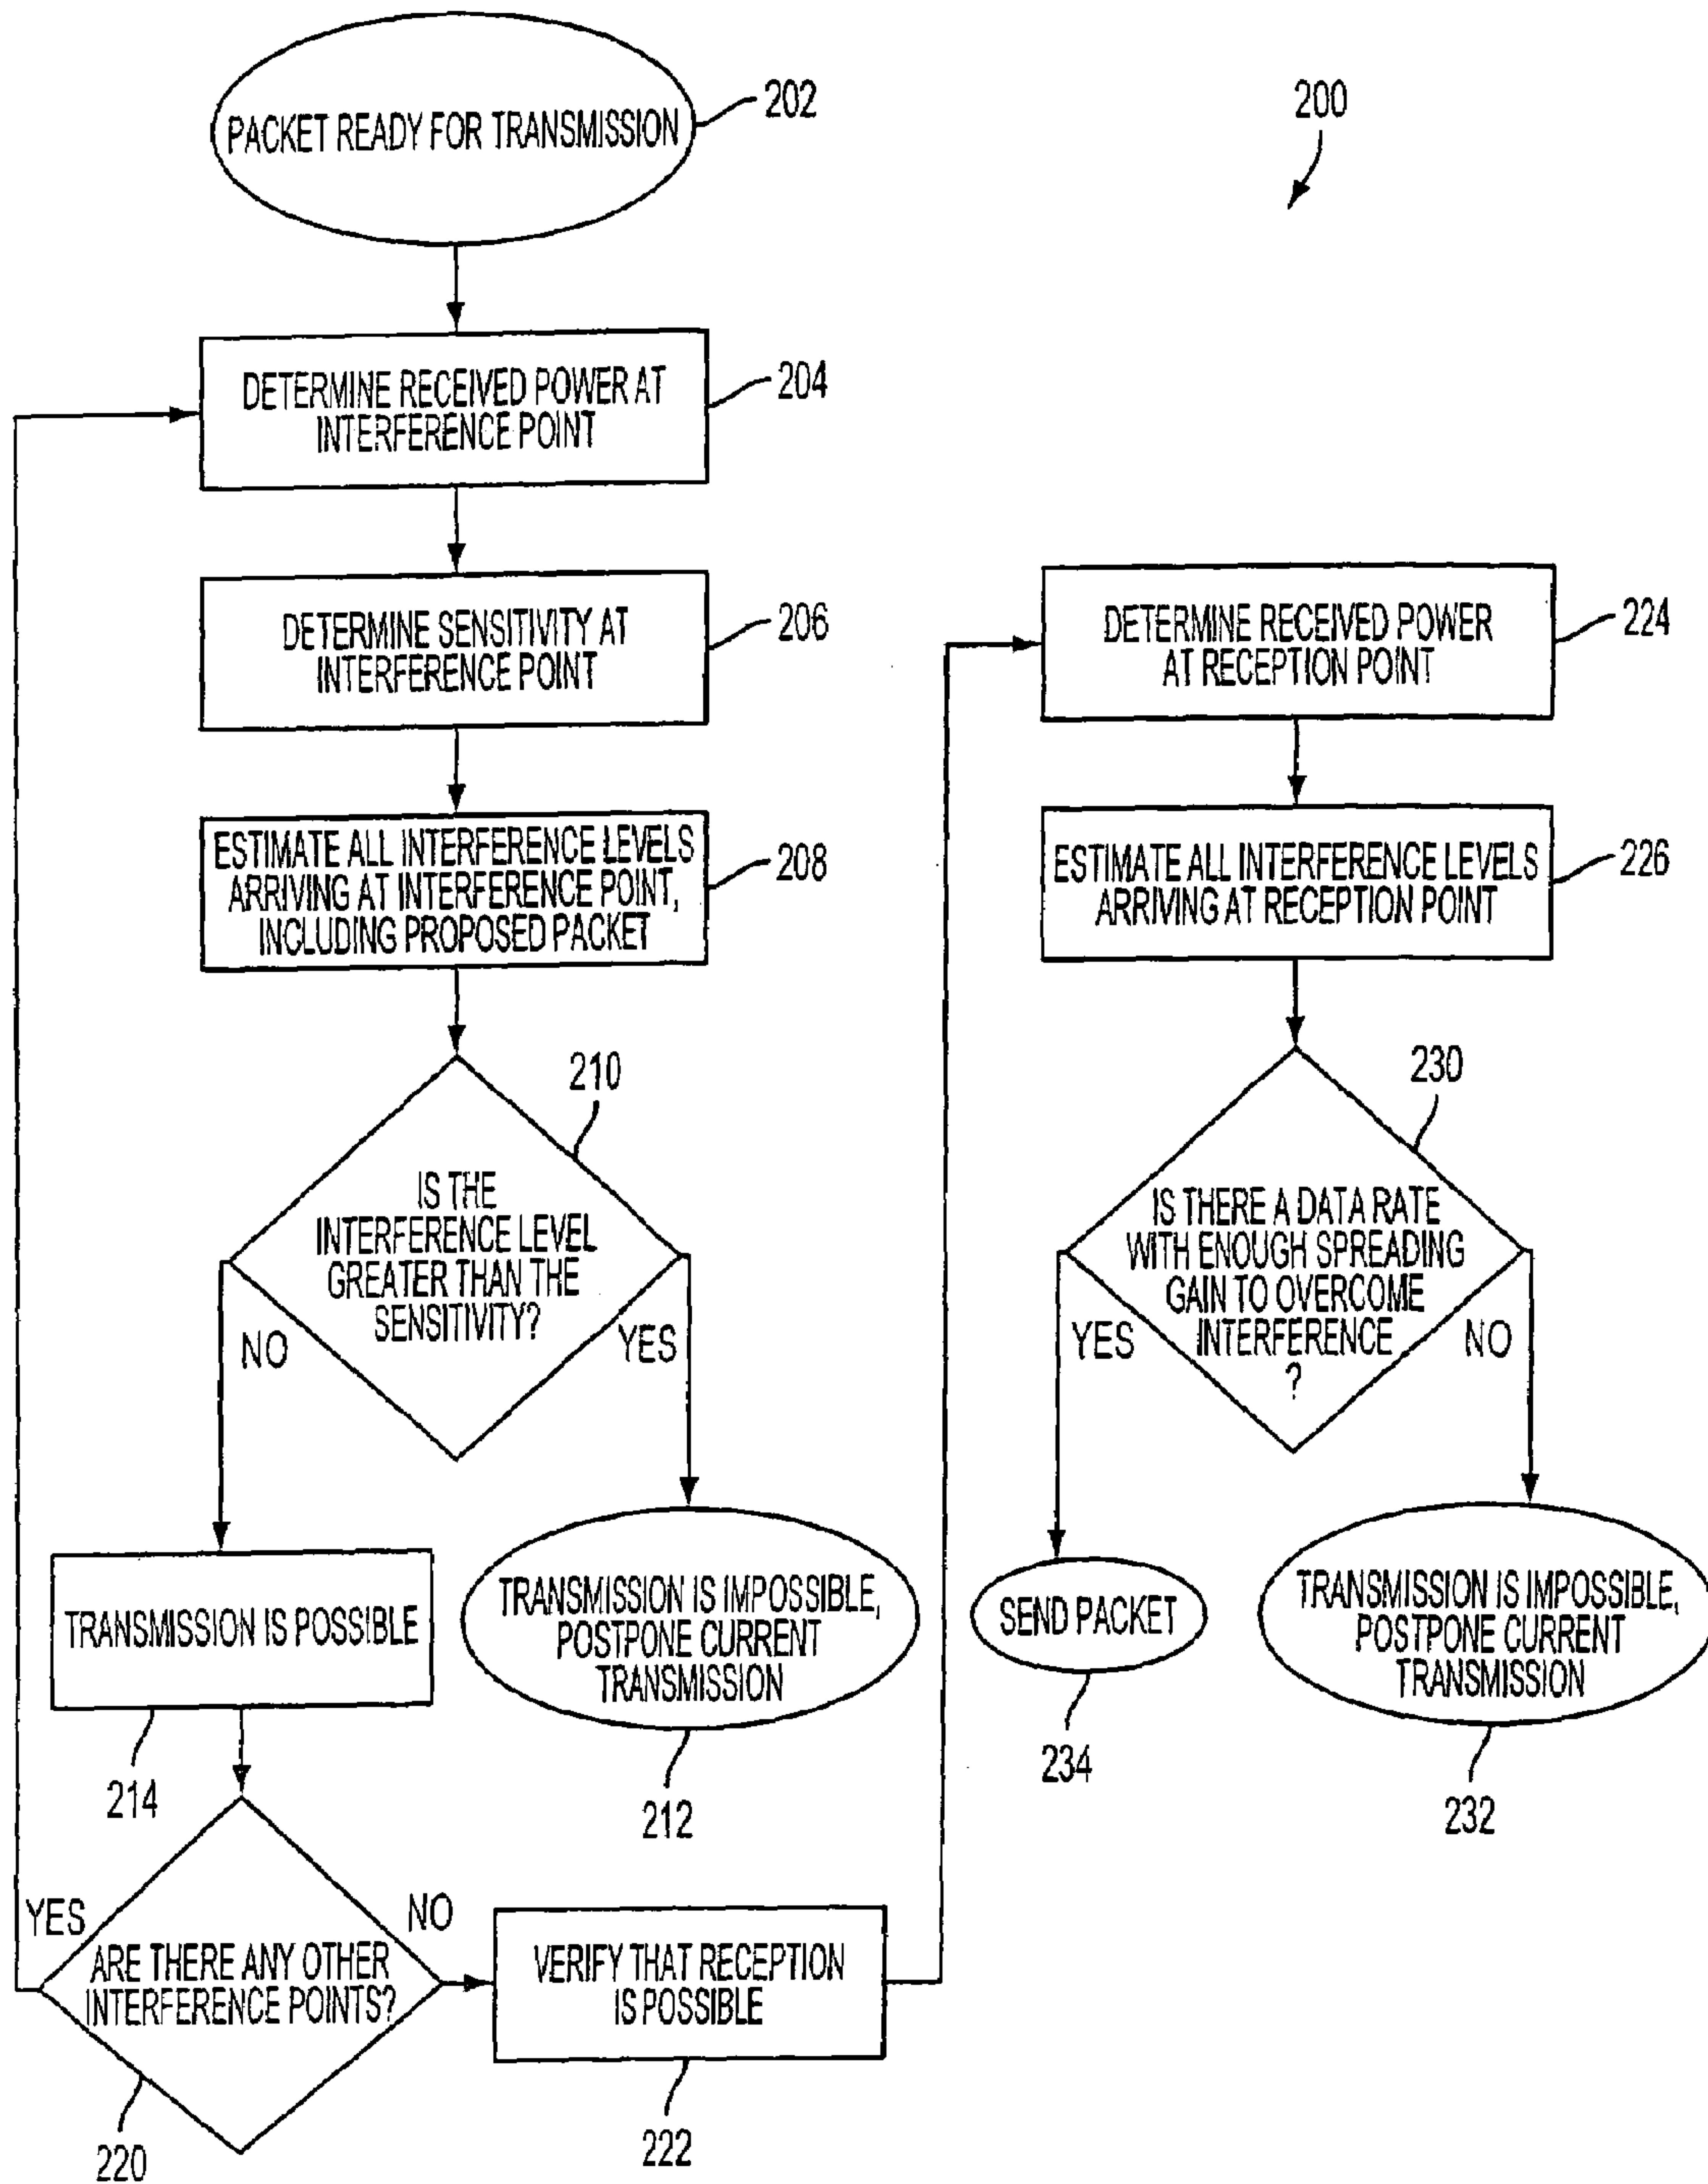 PACKET READY FOR TRANSMISSION
202
200
DETERMINE RECEIVED POWER AT
INTERFERENCE POINT
204
DETERMINE SENSITIVITY AT
INTERFERENCE POINT
206
ESTIMATE ALL INTERFERENCE LEVELS
ARRIVING AT INTERFERENCE POINT,
INCLUDING PROPOSED PACKET
208
210
IS THE
INTERFERENCE LEVEL
GREATER THAN THE
SENSITIVITY?
NO
YES
TRANSMISSION IS POSSIBLE
214
TRANSMISSION IS IMPOSSIBLE,
POSTPONE CURRENT
TRANSMISSION
212
YES
NO
ARE THERE ANY OTHER
INTERFERENCE POINTS?
220
VERIFY THAT RECEPTION
IS POSSIBLE
222
DETERMINE RECEIVED POWER
AT RECEPTION POINT
224
ESTIMATE ALL INTERFERENCE LEVELS
ARRIVING AT RECEPTION POINT
226
230
IS THERE A DATA RATE
WITH ENOUGH SPREADING
GAIN TO OVERCOME
INTERFERENCE
?
YES
NO
SEND PACKET
234
TRANSMISSION IS IMPOSSIBLE,
POSTPONE CURRENT
TRANSMISSION
232